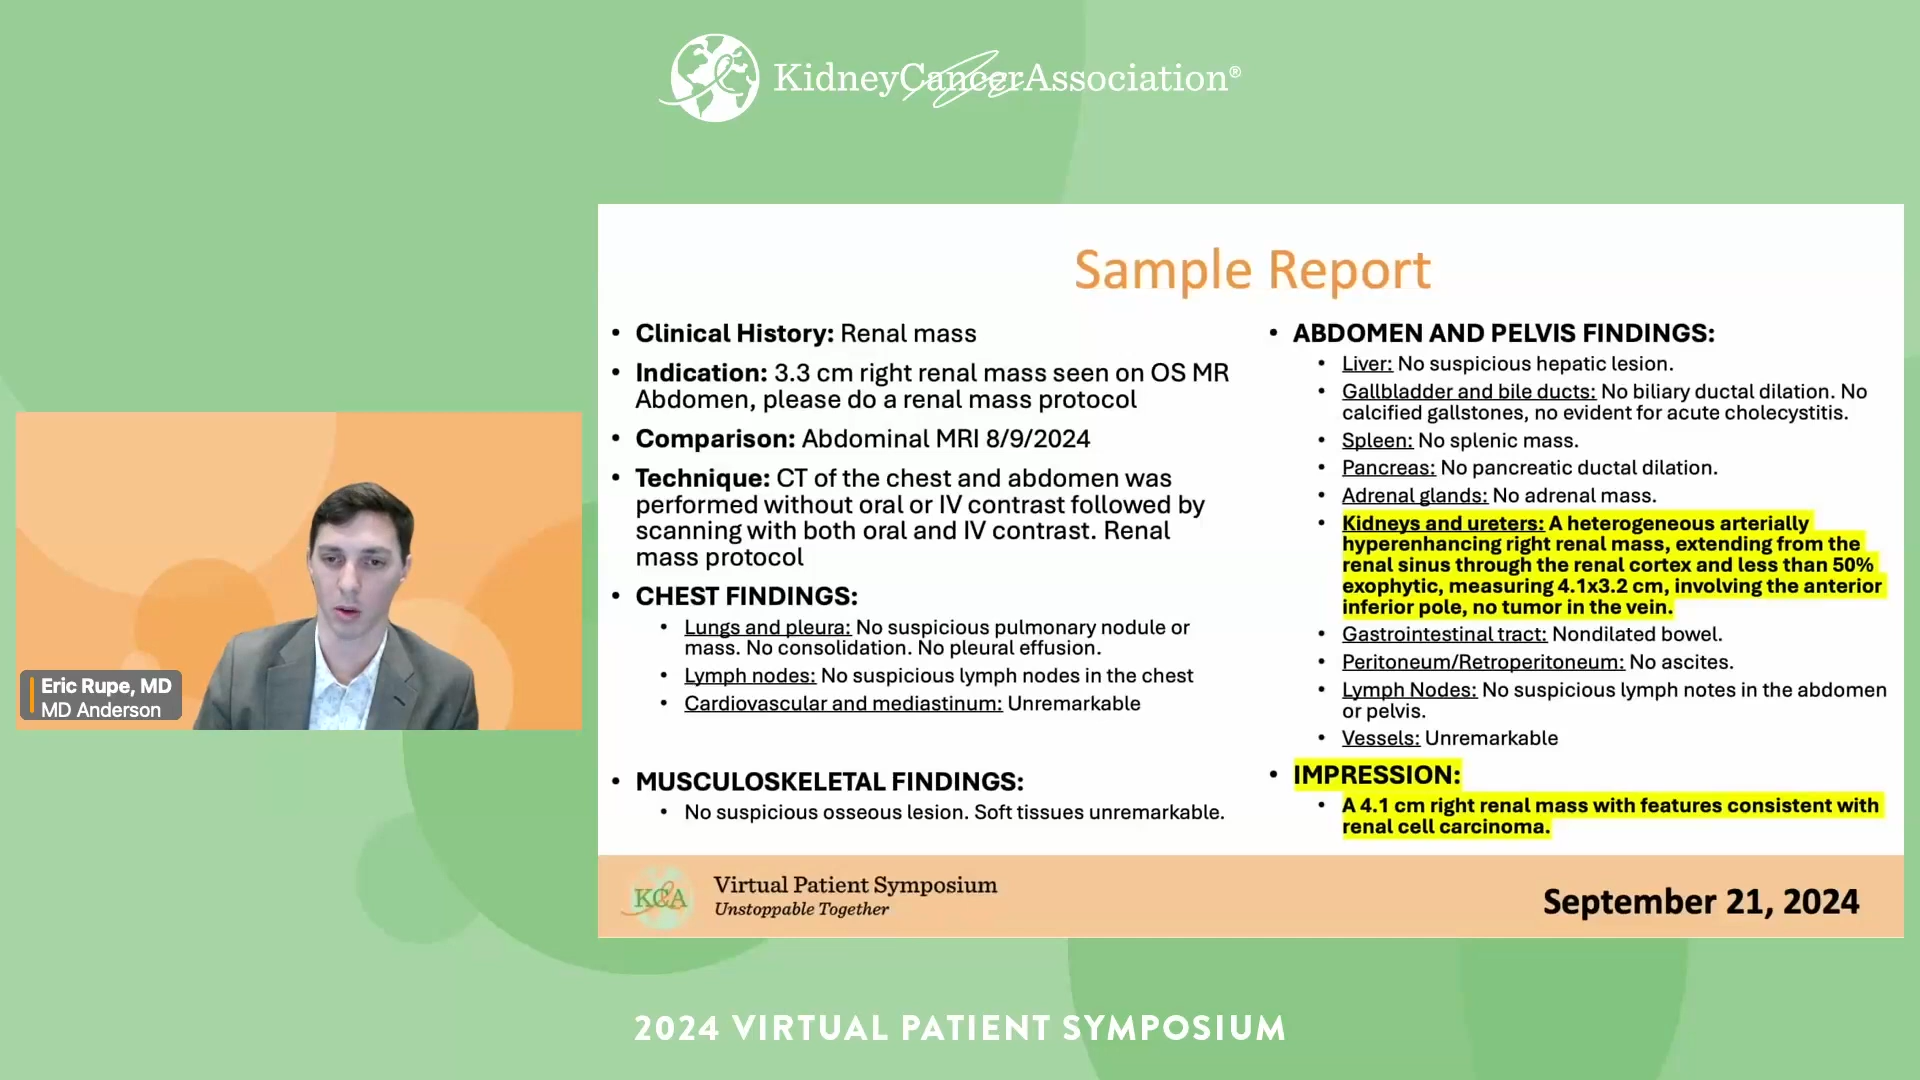 KidneyCancerAssociation®
Sample Report
• Clinical History: Renal mass
• Indication: 3.3 cm right renal mass seen on OS MR
Abdomen, please do a renal mass protocol
• Comparison: Abdominal MRI 8/9/2024
• Technique: CT of the chest and abdomen was
performed without oral or IV contrast followed by
scanning with both oral and IV contrast. Renal
mass protocol
• CHEST FINDINGS:
• Lungs and pleura: No suspicious pulmonary nodule or
mass. No consolidation. No pleural effusion.
• Lymph nodes: No suspicious lymph nodes in the chest
• Cardiovascular and mediastinum: Unremarkable
• MUSCULOSKELETAL FINDINGS:
• No suspicious osseous lesion. Soft tissues unremarkable.
• ABDOMEN AND PELVIS FINDINGS:
• Liver: No suspicious hepatic lesion.
• Gallbladder and bile ducts: No biliary ductal dilation. No
calcified gallstones, no evident for acute cholecystitis.
• Spleen: No splenic mass.
• Pancreas: No pancreatic ductal dilation.
• Adrenal glands: No adrenal mass.
• Kidneys and ureters: A heterogeneous arterially
hyperenhancing right renal mass, extending from the
renal sinus through the renal cortex and less than 50%
exophytic, measuring 4.1x3.2 cm, involving the anterior
inferior pole, no tumor in the vein.
• Gastrointestinal tract: Nondilated bowel.
• Peritoneum/Retroperitoneum: No ascites.
• Lymph Nodes: No suspicious lymph notes in the abdomen
or pelvis.
• Vessels: Unremarkable
• IMPRESSION:
• A 4.1 cm right renal mass with features consistent with
renal cell carcinoma.
Eric Rupe, MD
MD Anderson
KCA
Virtual Patient Symposium
Unstoppable Together
September 21, 2024
2024 VIRTUAL PATIENT SYMPOSIUM